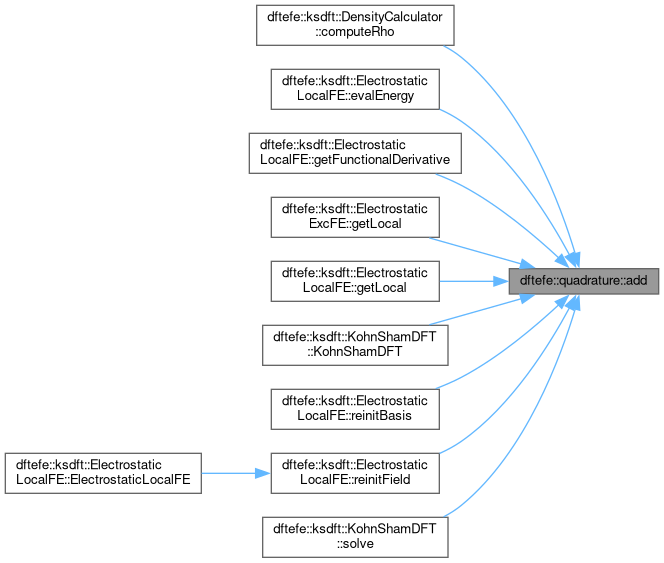 dftefe::ksdft::DensityCalculator
::computeRho
dftefe::ksdft::Electrostatic
LocalFE::evalEnergy
dftefe::ksdft::Electrostatic
LocalFE::getFunctionalDerivative
dftefe::ksdft::Electrostatic
ExcFE::getLocal
dftefe::quadrature::add
dftefe::ksdft::Electrostatic
LocalFE::getLocal
dftefe::ksdft::KohnShamDFT
::KohnShamDFT
dftefe::ksdft::Electrostatic
LocalFE::reinitBasis
dftefe::ksdft::Electrostatic
LocalFE::ElectrostaticLocalFE
dftefe::ksdft::Electrostatic
LocalFE::reinitField
dftefe::ksdft::KohnShamDFT
::solve